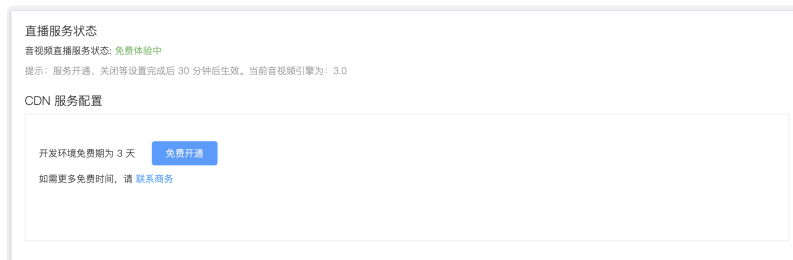 直播服务状态
音视频直播服务状态: 免费体验中
提示：服务开通、关闭等设置完成后 30 分钟后生效。当前音视频引擎为：3.0
CDN 服务配置
开发环境免费期为 3 天 免费开通
如需更多免费时间，请 联系商务